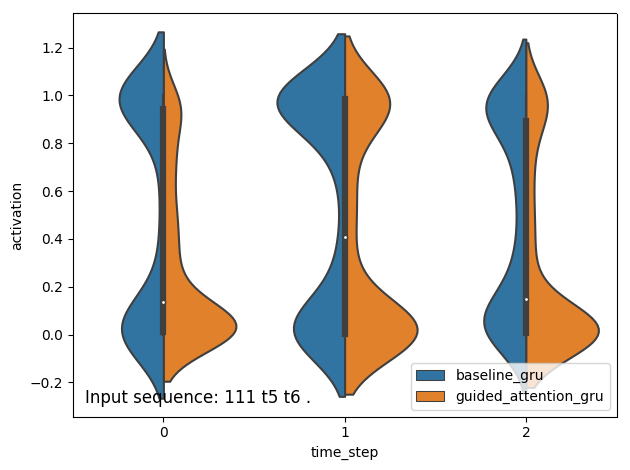 1.2
1.0
0.8
0.6
0.4
0.2
0.0
−0.2
activation
Input sequence: 111 t5 t6 .
baseline_gru
guided_attention_gru
0 1 2
time_step